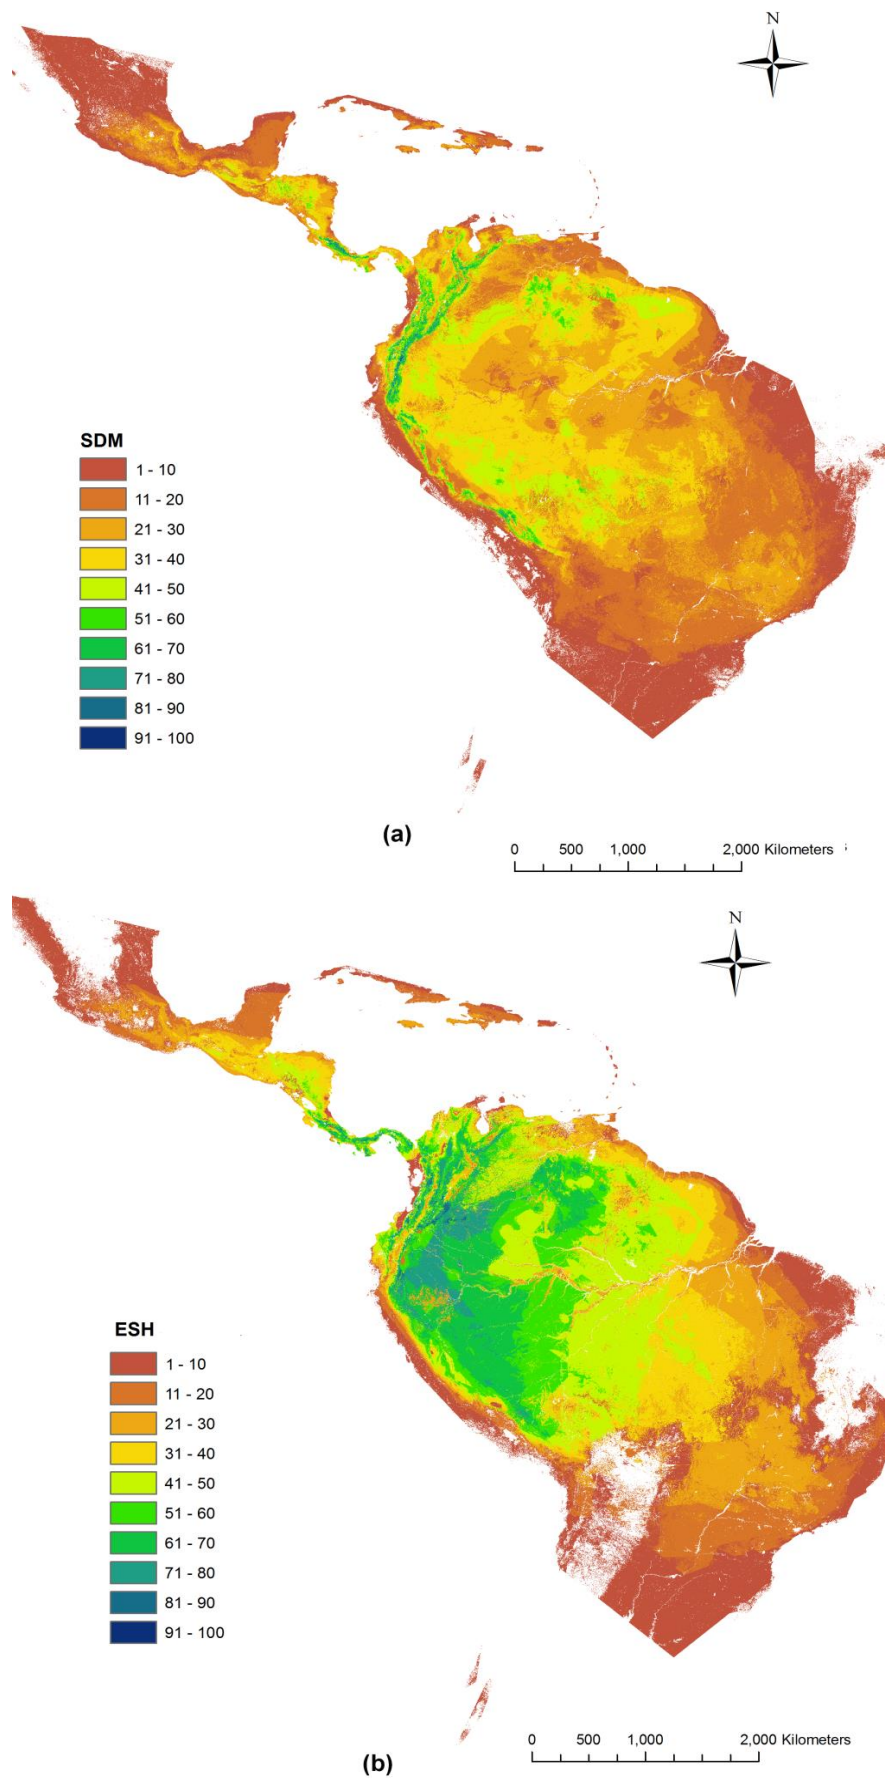 N
SDM
1 - 10
11 - 20
21 - 30
31 - 40
41 - 50
51 - 60
61 - 70
71 - 80
81 - 90
91 - 100
(a)
0 500 1,000 2,000 Kilometers
N
ESH
1 - 10
11 - 20
21 - 30
31 - 40
41 - 50
51 - 60
61 - 70
71 - 80
81 - 90
91 - 100
0 500 1,000 2,000 Kilometers
(b)